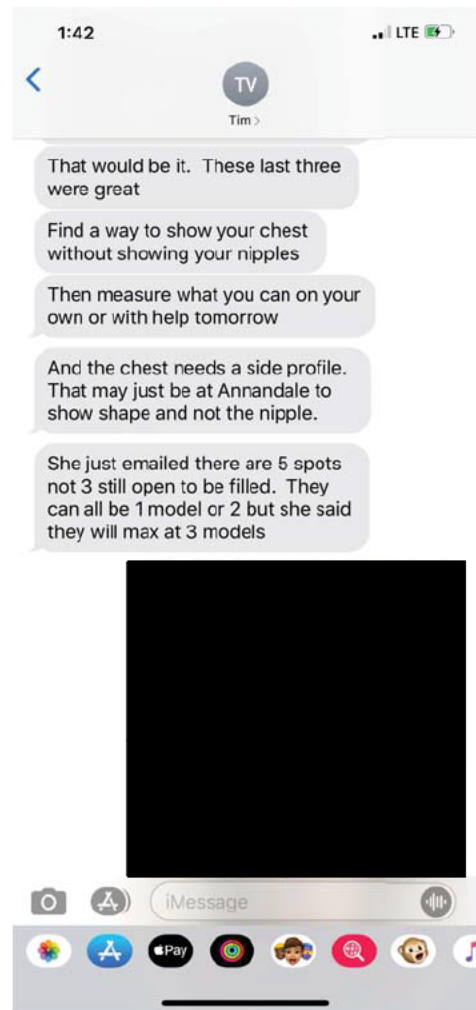 1:42
LTE
TV
Tim >
That would be it.  These last three
were great
Find a way to show your chest
without showing your nipples
Then measure what you can on your
own or with help tomorrow
And the chest needs a side profile.
That may just be at Annandale to
show shape and not the nipple.
She just emailed there are 5 spots
not 3 still open to be filled.  They
can all be 1 model or 2 but she said
they will max at 3 models
iMessage
Pay